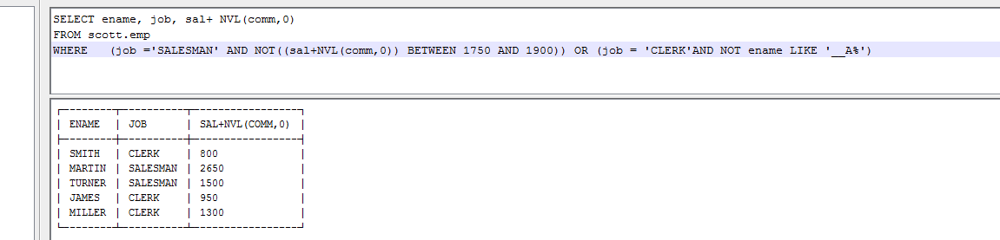 SELECT ename, job, sal+ NVL(comm,0)
FROM scott.emp
WHERE (job ='SALESMAN' AND NOT((sal+NVL(comm,0)) BETWEEN 1750 AND 1900)) OR (job = 'CLERK'AND NOT ename LIKE '__A%')
ENAME | JOB | SAL+NVL(COMM,0)
SMITH | CLERK | 800
MARTIN | SALESMAN | 2650
TURNER | SALESMAN | 1500
JAMES | CLERK | 950
MILLER | CLERK | 1300